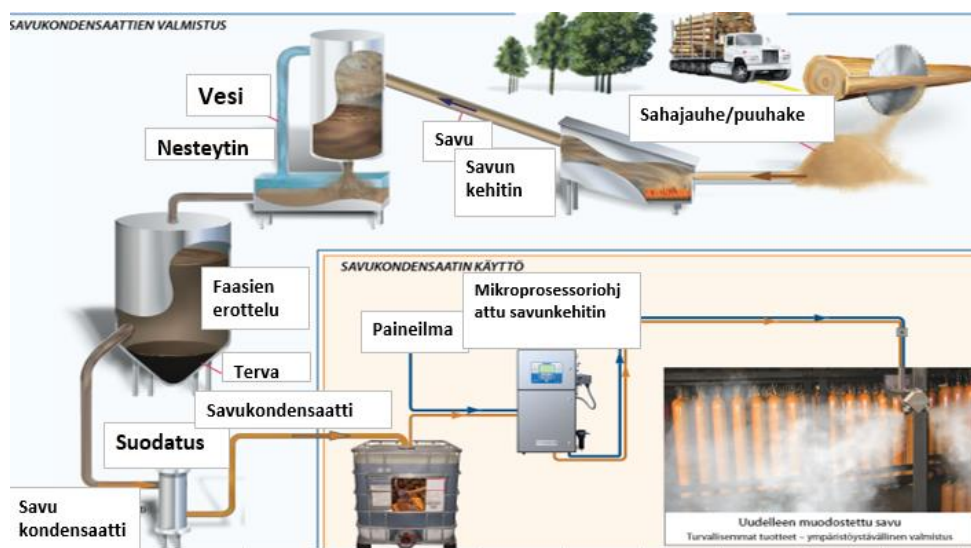 SAVUKONDENSAATTIEN VALMISTUS
Vesi
Nesteytin
Savu
Savun
kehitin
Sahajauhe/puuhake
Faasien
erottelu
Terva
Savukondensaatti
Suodatus
Savu
kondensaatti
SAVUKONDENSAATIN KÄYTTÖ
Paineilma
Mikroprosessoriohj
attu savunkehitin
Uudelleen muodostettu savu
Turvallisemmat tuotteet – ympäristöystävällinen valmistus